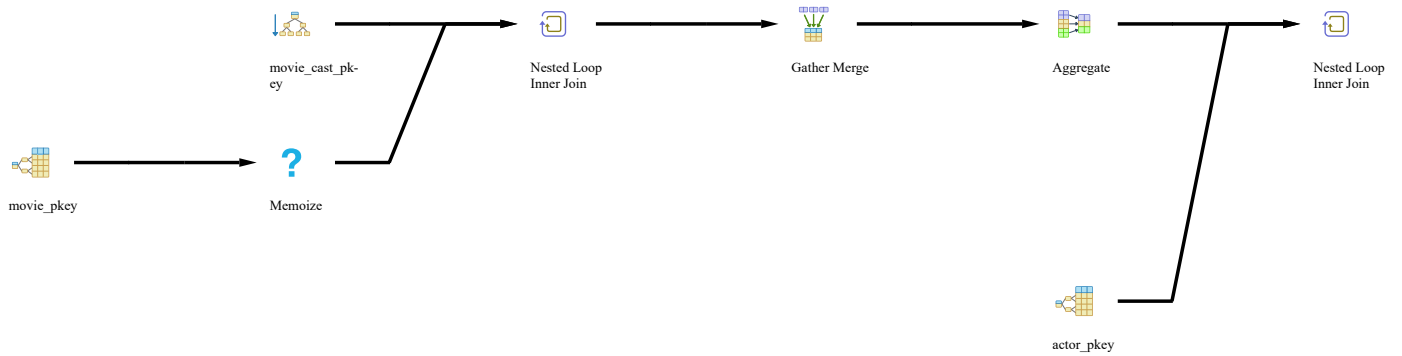 movie_cast_pk-
ey
Nested Loop
Inner Join
Gather Merge
Aggregate
Nested Loop
Inner Join
?
movie_pkey
Memoize
actor_pkey